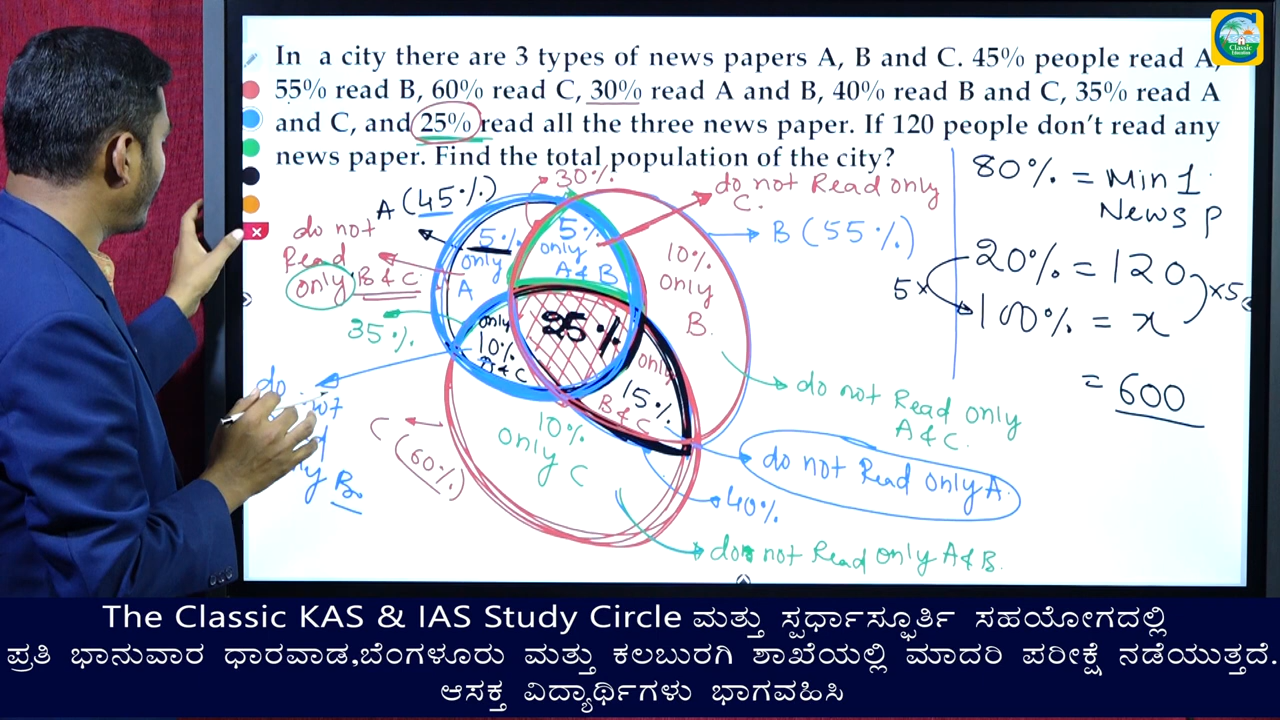 Classic
Education
In a city there are 3 types of news papers A, B and C. 45% people read A,
55% read B, 60% read C, 30% read A and B, 40% read B and C, 35% read A
and C, and 25% read all the three news paper. If 120 people don't read any
news paper. Find the total population of the city?
80% = Min 1
News P
20% = 120
5 ×
×5
100% = x
= 600
30%
do not Read only
C.
A (45%)
B (55%)
do not
Read
only B & C
5%
only
A
5%
only
A & B
10%
only
B.
35%
only
10%
B & C
25%
only
15%
B & C
do not Read only
A & C.
do
not
B.
C (60%)
10%
only C
do not Read only A.
40%
do not Read only A & B.
The Classic KAS & IAS Study Circle ಮತ್ತು ಸ್ಪರ್ಧಾಸ್ಫೂರ್ತಿ ಸಹಯೋಗದಲ್ಲಿ
ಪ್ರತಿ ಭಾನುವಾರ ಧಾರವಾಡ,ಬೆಂಗಳೂರು ಮತ್ತು ಕಲಬುರಗಿ ಶಾಖೆಯಲ್ಲಿ ಮಾದರಿ ಪರೀಕ್ಷೆ ನಡೆಯುತ್ತದೆ.
ಆಸಕ್ತ ವಿದ್ಯಾರ್ಥಿಗಳು ಭಾಗವಹಿಸಿ